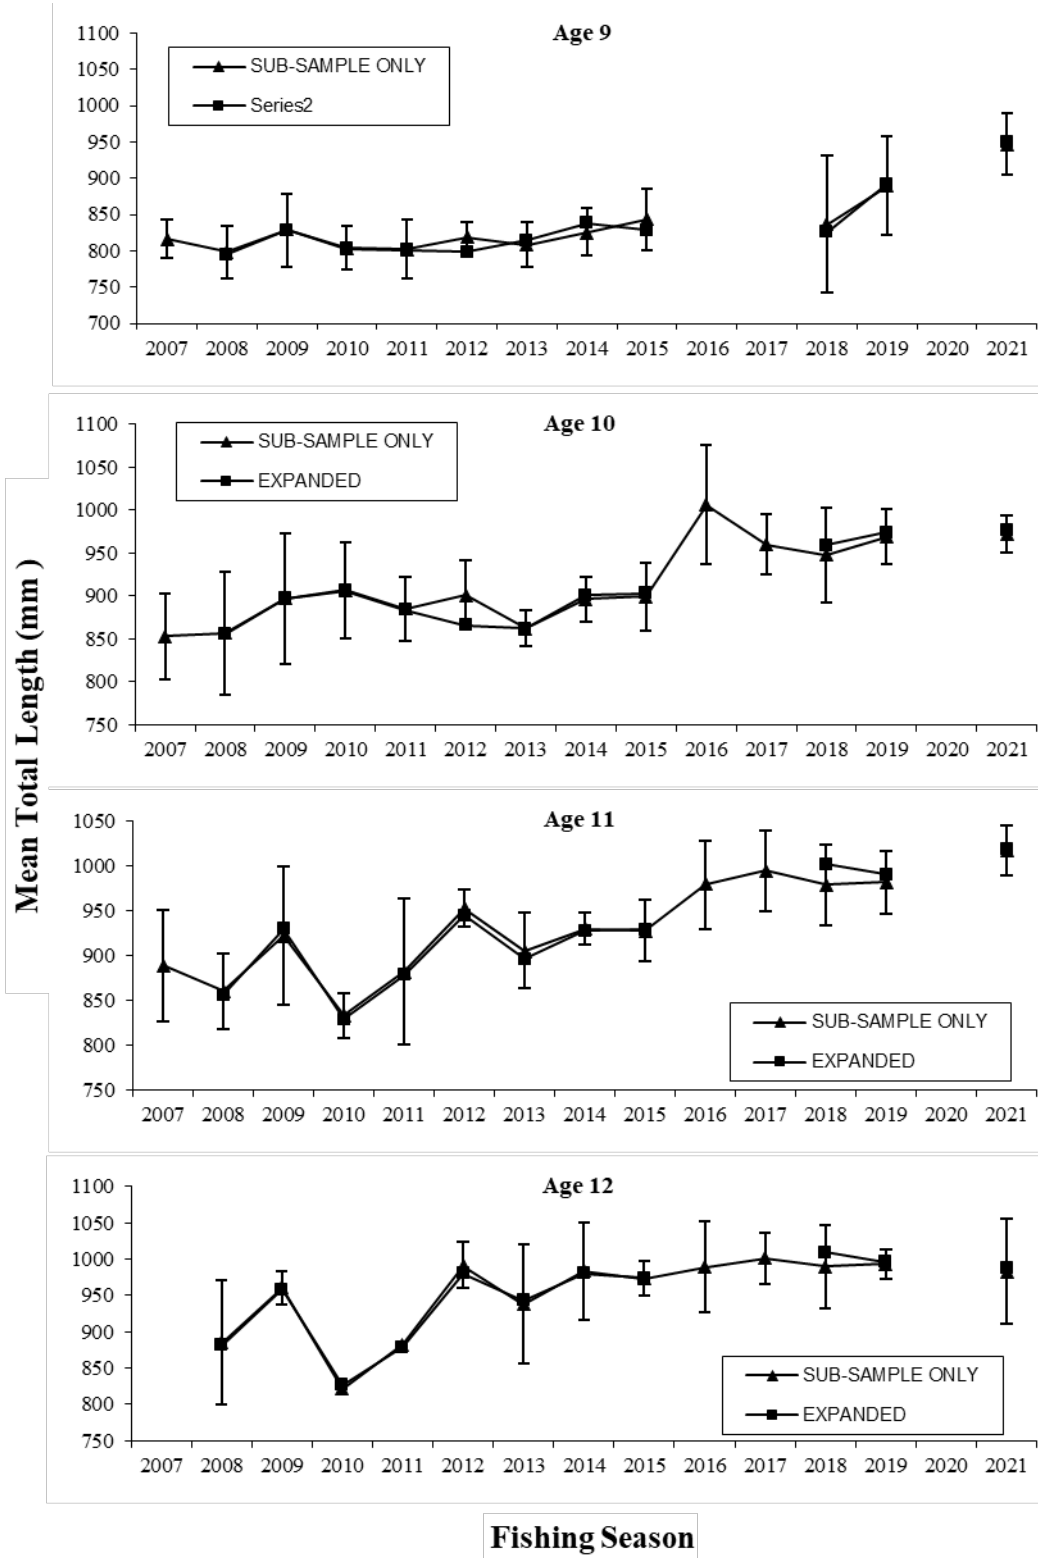 Mean Total Length (mm )
Age 9
SUB-SAMPLE ONLY
Series2
1100
1050
1000
950
900
850
800
750
700
2007 2008 2009 2010 2011 2012 2013 2014 2015 2016 2017 2018 2019 2020 2021
Age 10
SUB-SAMPLE ONLY
EXPANDED
1100
1050
1000
950
900
850
800
750
2007 2008 2009 2010 2011 2012 2013 2014 2015 2016 2017 2018 2019 2020 2021
Age 11
1050
1000
950
900
850
800
750
SUB-SAMPLE ONLY
EXPANDED
2007 2008 2009 2010 2011 2012 2013 2014 2015 2016 2017 2018 2019 2020 2021
Age 12
1100
1050
1000
950
900
850
800
750
SUB-SAMPLE ONLY
EXPANDED
2007 2008 2009 2010 2011 2012 2013 2014 2015 2016 2017 2018 2019 2020 2021
Fishing Season